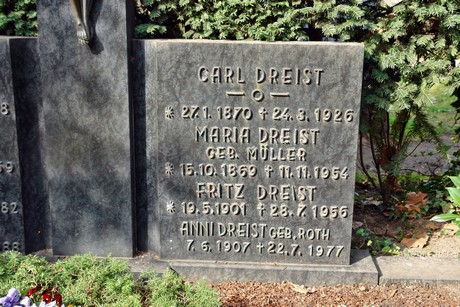 CARL DREIST
* 27.1.1870 ✝ 24.3.1926
MARIA DREIST
GEB. MÜLLER
* 15.10.1869 ✝ 11.11.1954
FRITZ DREIST
* 19.5.1901 ✝ 28.7.1956
ANNI DREIST GEB. ROTH
7.6.1907 ✝ 22.7.1977